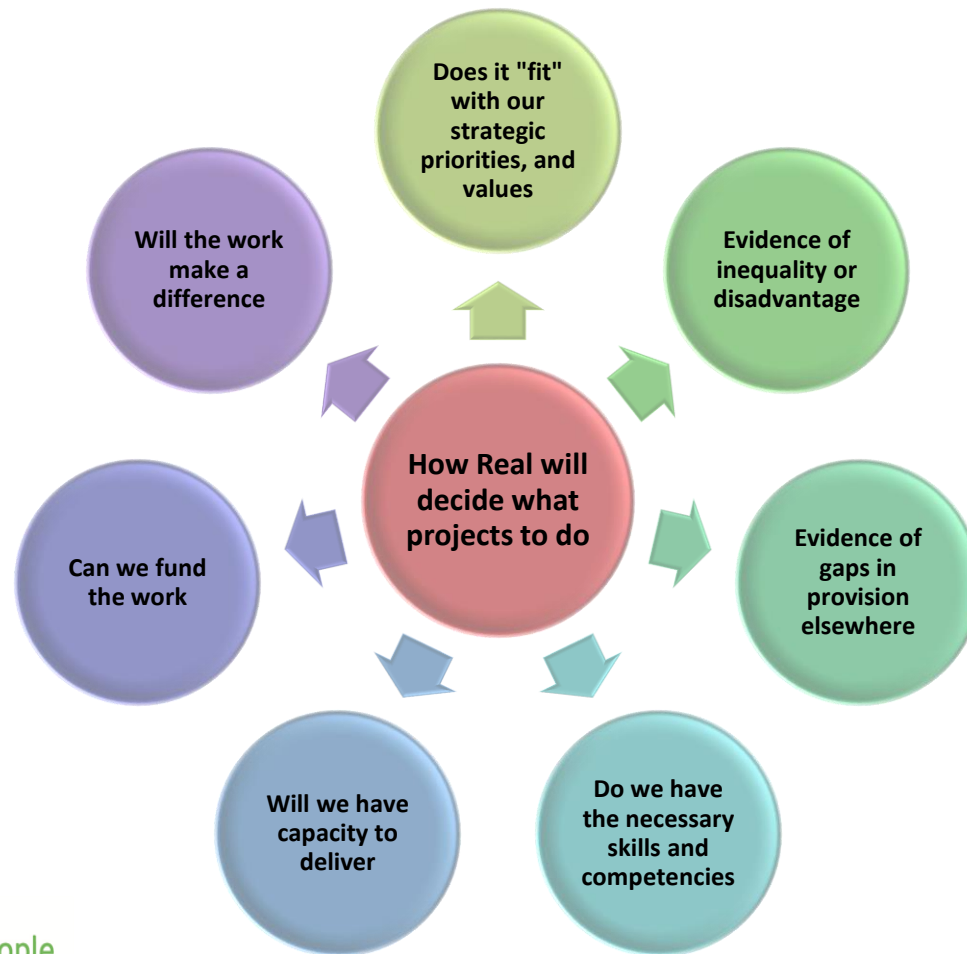 Does it "fit"
with our
strategic
priorities, and
values
Evidence of
inequality or
disadvantage
Evidence of
gaps in
provision
elsewhere
Do we have
the necessary
skills and
competencies
Will we have
capacity to
deliver
Can we fund
the work
Will the work
make a
difference
How Real will
decide what
projects to do